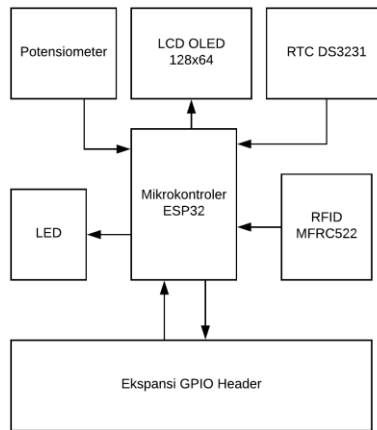 Potensiometer
LCD OLED
128x64
RTC DS3231
Mikrokontroler
ESP32
LED
RFID
MFRC522
Ekspansi GPIO Header